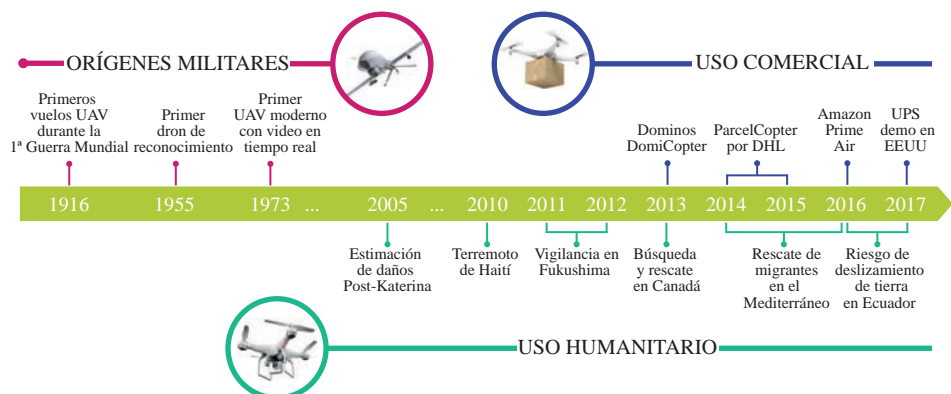 ORÍGENES MILITARES
USO COMERCIAL
Primeros
vuelos UAV
durante la
1ª Guerra Mundial
Primer
dron de
reconocimiento
Primer
UAV moderno
con video en
tiempo real
Dominos
DomiCopter
ParcelCopter
por DHL
Amazon
Prime
Air
UPS
demo en
EEUU
1916 1955 1973 ... 2005 ... 2010 2011 2012 2013 2014 2015 2016 2017
Estimación
de daños
Post-Katerina
Terremoto
de Haití
Vigilancia en
Fukushima
Búsqueda
y rescate
en Canadá
Rescate de
migrantes
en el
Mediterráneo
Riesgo de
deslizamiento
de tierra
en Ecuador
USO HUMANITARIO